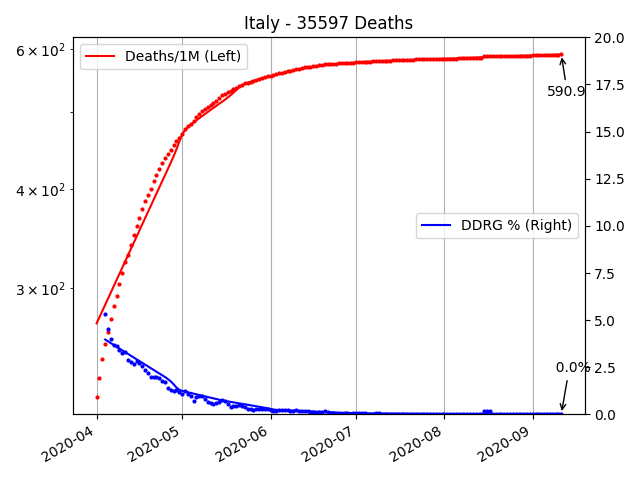 Italy - 35597 Deaths
6 × 10²
4 × 10²
3 × 10²
Deaths/1M (Left)
590.9
DDRG % (Right)
0.0%
20.0
17.5
15.0
12.5
10.0
7.5
5.0
2.5
0.0
2020-04
2020-05
2020-06
2020-07
2020-08
2020-09